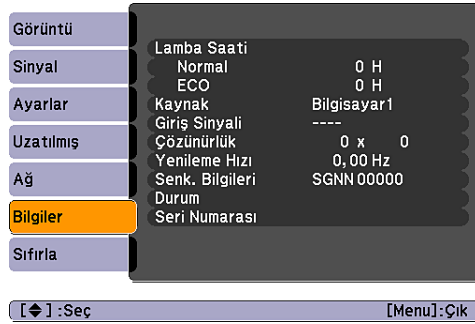 Görüntü
Sinyal
Ayarlar
Uzatılmış
Ağ
Bilgiler
Sıfırla
Lamba Saati
Normal 0 H
ECO 0 H
Kaynak Bilgisayar1
Giriş Sinyali ----
Çözünürlük 0 x 0
Yenileme Hızı 0,00 Hz
Senk. Bilgileri SGNN 00000
Durum
Seri Numarası
[◆] :Seç [Menu]:Çık